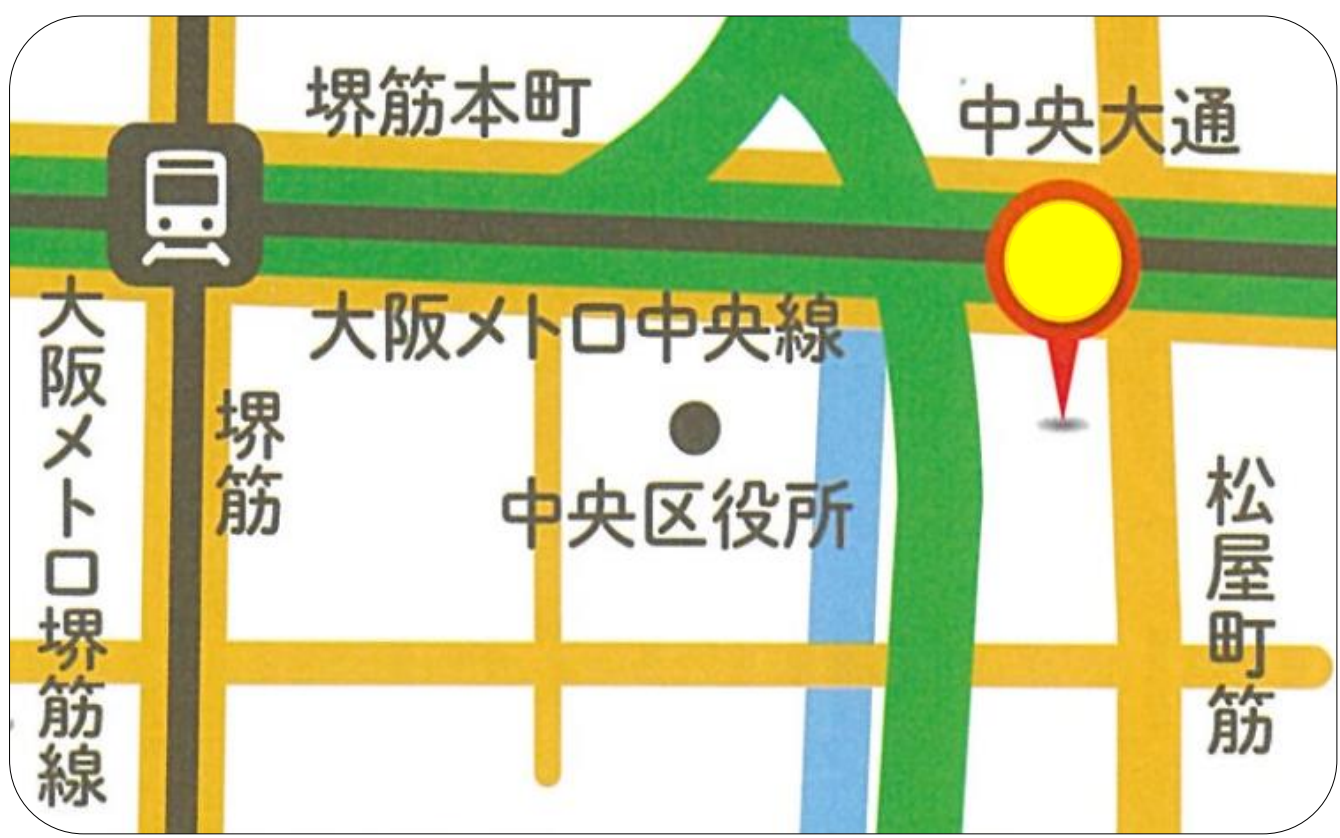 堺筋本町
中央大通
大阪メトロ中央線
大阪メトロ堺筋線
堺筋
中央区役所
松屋町筋